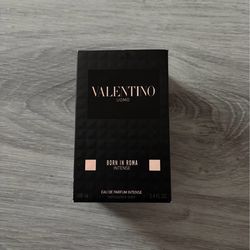 VALENTINO
UOMO
BORN IN ROMA
INTENSE
EAU DE PARFUM INTENSE